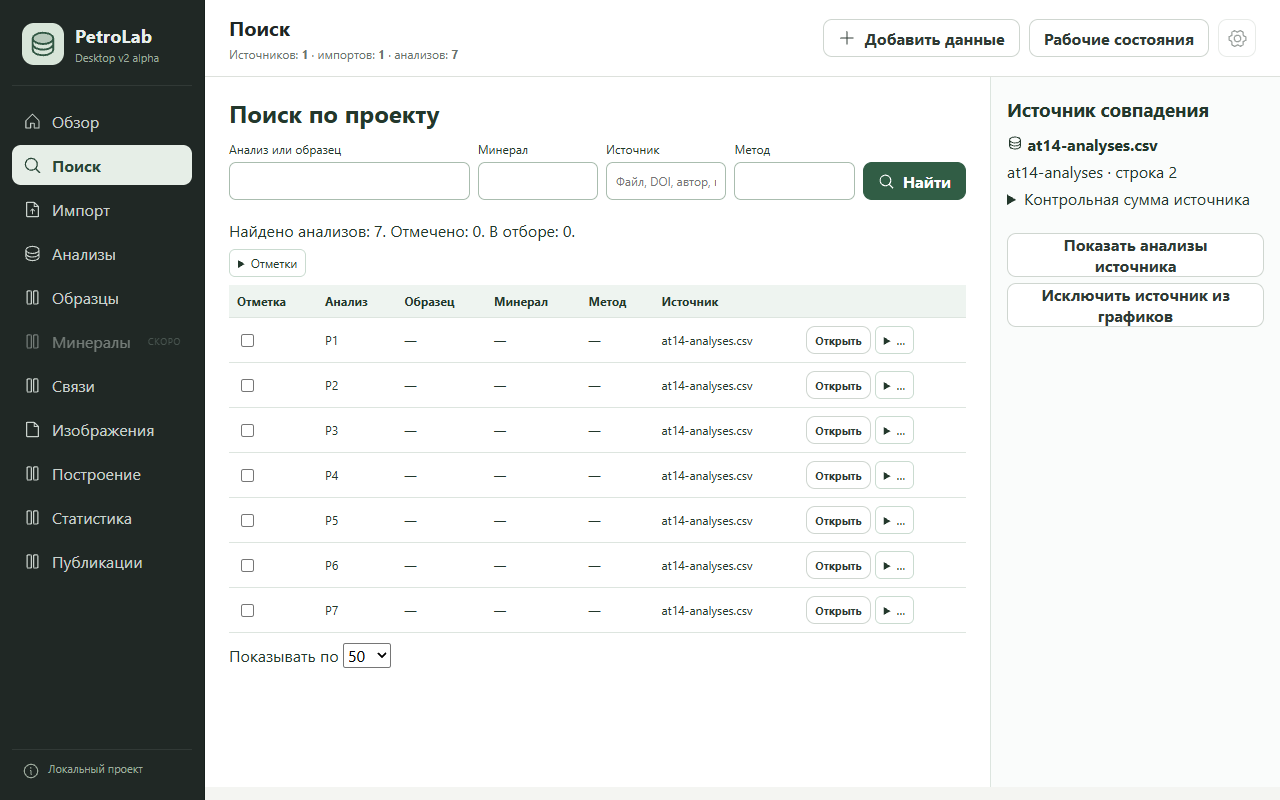 PetroLab
Desktop v2 alpha
Обзор
Поиск
Импорт
Анализы
Образцы
Минералы СКОРО
Связи
Изображения
Построение
Статистика
Публикации
Локальный проект
Поиск
Источников: 1 · импортов: 1 · анализов: 7
Добавить данные
Рабочие состояния
Поиск по проекту
Анализ или образец Минерал Источник Метод
Файл, DOI, автор,
Найти
Найдено анализов: 7. Отмечено: 0. В отборе: 0.
▶ Отметки
Отметка Анализ Образец Минерал Метод Источник
P1 — — — at14-analyses.csv Открыть ▶ ...
P2 — — — at14-analyses.csv Открыть ▶ ...
P3 — — — at14-analyses.csv Открыть ▶ ...
P4 — — — at14-analyses.csv Открыть ▶ ...
P5 — — — at14-analyses.csv Открыть ▶ ...
P6 — — — at14-analyses.csv Открыть ▶ ...
P7 — — — at14-analyses.csv Открыть ▶ ...
Показывать по 50
Источник совпадения
at14-analyses.csv
at14-analyses · строка 2
▶ Контрольная сумма источника
Показать анализы
источника
Исключить источник из
графиков